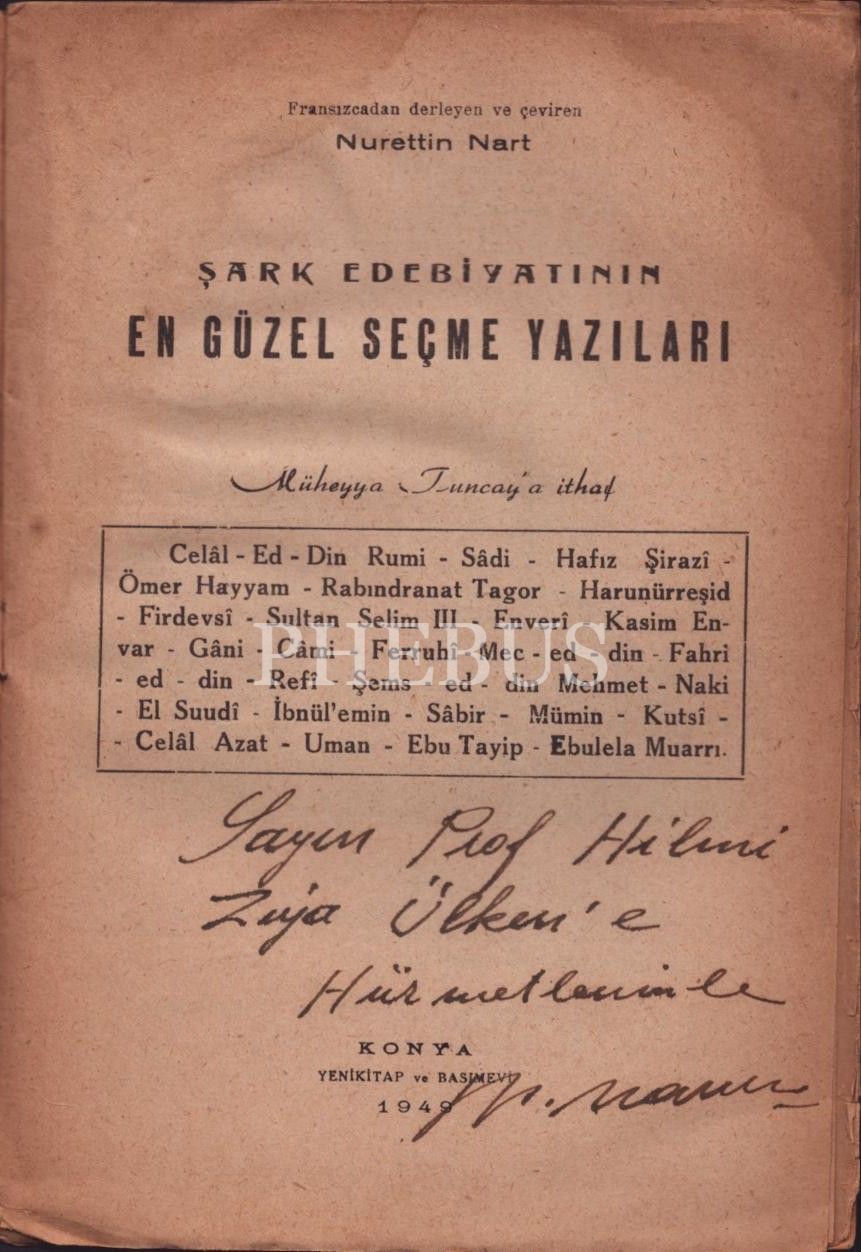 Fransızcadan derleyen ve çeviren
Nurettin Nart
ŞARK EDEBİYATININ
EN GÜZEL SEÇME YAZILARI
Müheyya Tuncay'a ithaf
Celâl - Ed - Din Rumi - Sâdi - Hafız Şirazî -
Ömer Hayyam - Rabındranat Tagor - Harunürreşid
- Firdevsî - Sultan Selim III - Enverî - Kasim En-
var - Gâni - Câmi - Ferruhî - Mec - ed - din - Fahri
- ed - din - Refî - Şems - ed - din Mehmet - Naki
- El Suudî - İbnül'emin - Sâbir - Mümin - Kutsî -
- Celâl Azat - Uman - Ebu Tayip - Ebulela Muarrı.
PHEBUS
Sayın Prof Hilmi
Ziya Ülken'e
Hürmetlerimle
KONYA
YENİKİTAP ve BASIMEVİ
1949